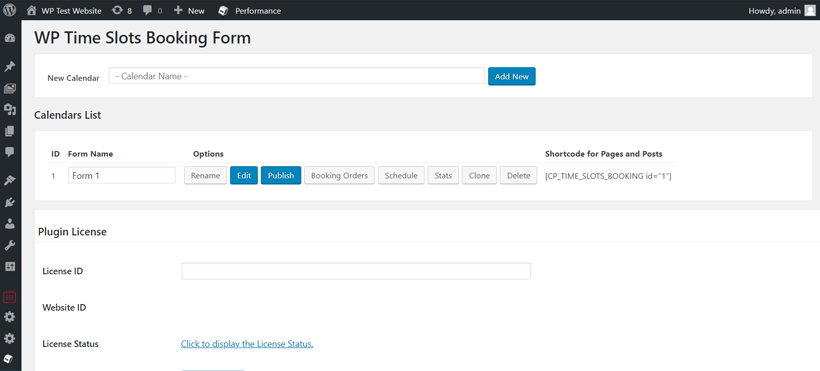 WP Test Website 8 0 New Performance Howdy, admin
WP Time Slots Booking Form
New Calendar - Calendar Name - Add New
Calendars List
ID Form Name Options Shortcode for Pages and Posts
1 Form 1 Rename Edit Publish Booking Orders Schedule Stats Clone Delete [CP_TIME_SLOTS_BOOKING id="1"]
Plugin License
License ID
Website ID
License Status Click to display the License Status.